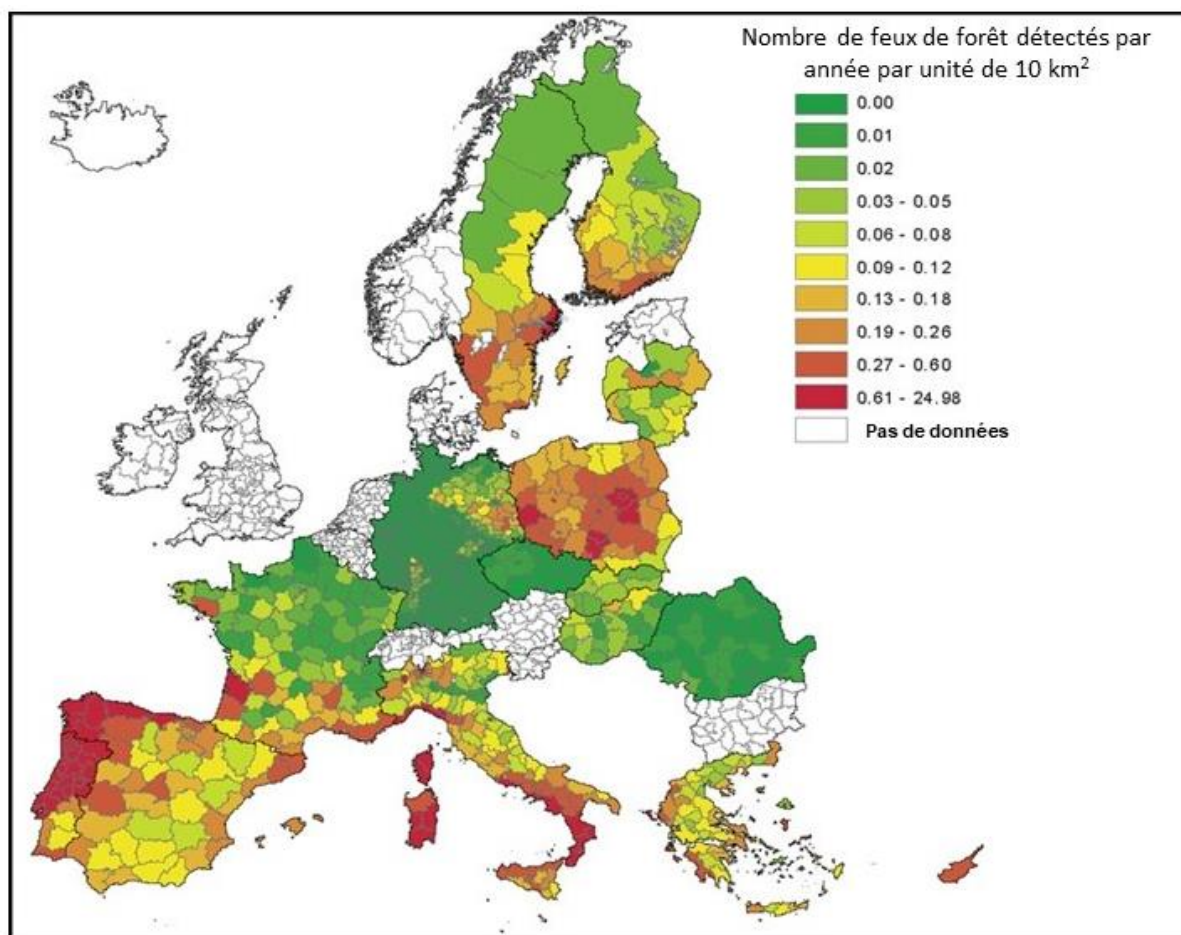 Nombre de feux de forêt détectés par
année par unité de 10 km²
0.00
0.01
0.02
0.03 - 0.05
0.06 - 0.08
0.09 - 0.12
0.13 - 0.18
0.19 - 0.26
0.27 - 0.60
0.61 - 24.98
Pas de données